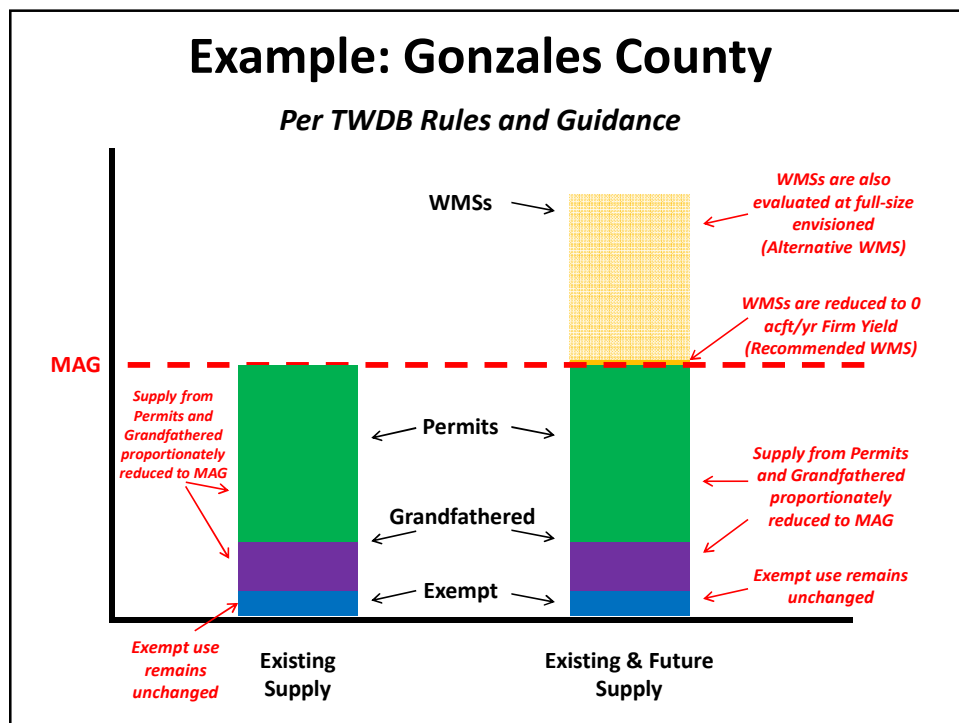 Example: Gonzales County
Per TWDB Rules and Guidance
WMSs
WMSs are also
evaluated at full-size
envisioned
(Alternative WMS)
WMSs are reduced to 0
acft/yr Firm Yield
(Recommended WMS)
MAG
Supply from
Permits and
Grandfathered
proportionately
reduced to MAG
Permits
Supply from Permits
and Grandfathered
proportionately
reduced to MAG
Grandfathered
Exempt
Exempt use remains
unchanged
Exempt use
remains
unchanged
Existing
Supply
Existing & Future
Supply